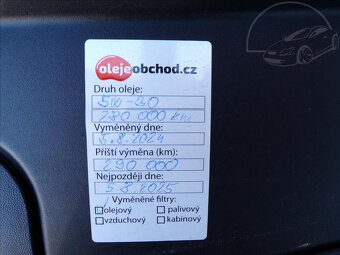 olejeobchod.cz
Druh oleje:
5W-30
280 000 km
Vyměněný dne:
5.8.2024
Příští výměna (km):
290 000
Nejpozději dne:
5.8.2025
Vyměněné filtry:
olejový palivový
vzduchový kabinový